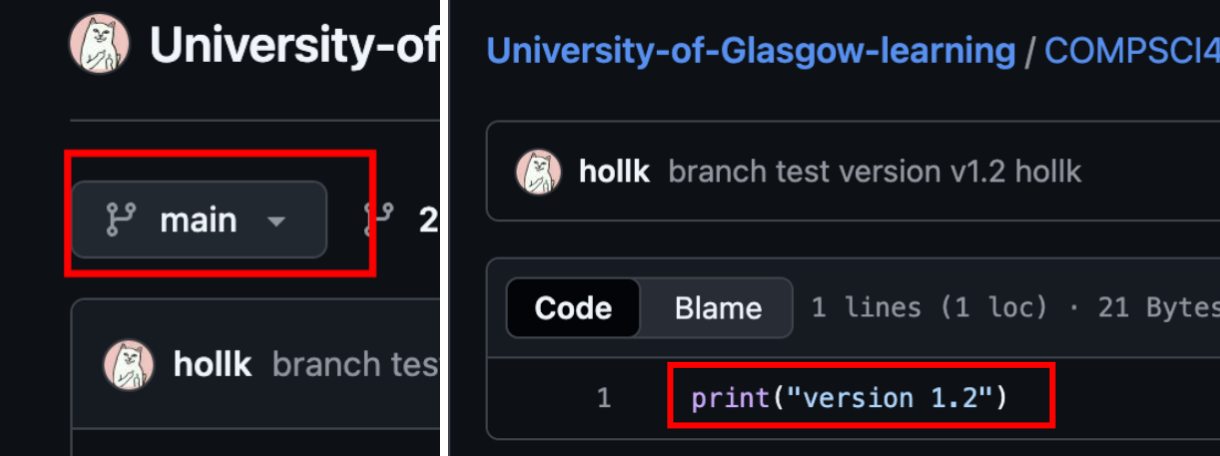 University-of
main
2
hollk branch tes
University-of-Glasgow-learning / COMPSCI4
hollk branch test version v1.2 hollk
Code Blame 1 lines (1 loc) · 21 Bytes
1 print("version 1.2")